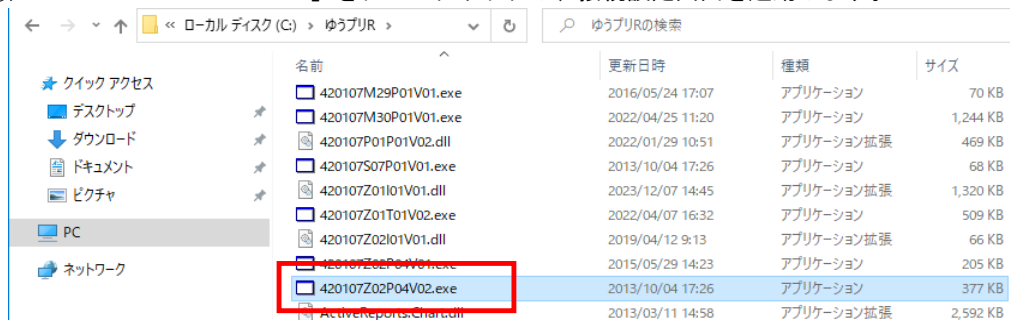 ← → ↑ « ローカル ディスク (C:) › ゆうプリR › ゆうプリRの検索
名前 更新日時 種類 サイズ
クイック アクセス
420107M29P01V01.exe 2016/05/24 17:07 アプリケーション 70 KB
デスクトップ
420107M30P01V01.exe 2022/04/25 11:20 アプリケーション 1,244 KB
ダウンロード
420107P01P01V02.dll 2022/01/29 10:51 アプリケーション拡張 469 KB
ドキュメント
420107S07P01V01.exe 2013/10/04 17:26 アプリケーション 68 KB
ピクチャ
420107Z01I01V01.dll 2023/12/07 14:45 アプリケーション拡張 1,320 KB
420107Z01T01V02.exe 2022/04/07 16:32 アプリケーション 509 KB
PC
420107Z02I01V01.dll 2019/04/12 9:13 アプリケーション拡張 66 KB
ネットワーク
420107Z02P04V01.exe 2015/05/29 14:23 アプリケーション 205 KB
420107Z02P04V02.exe 2013/10/04 17:26 アプリケーション 377 KB
ActiveReports.Chart.dll 2013/03/11 14:58 アプリケーション拡張 2,592 KB